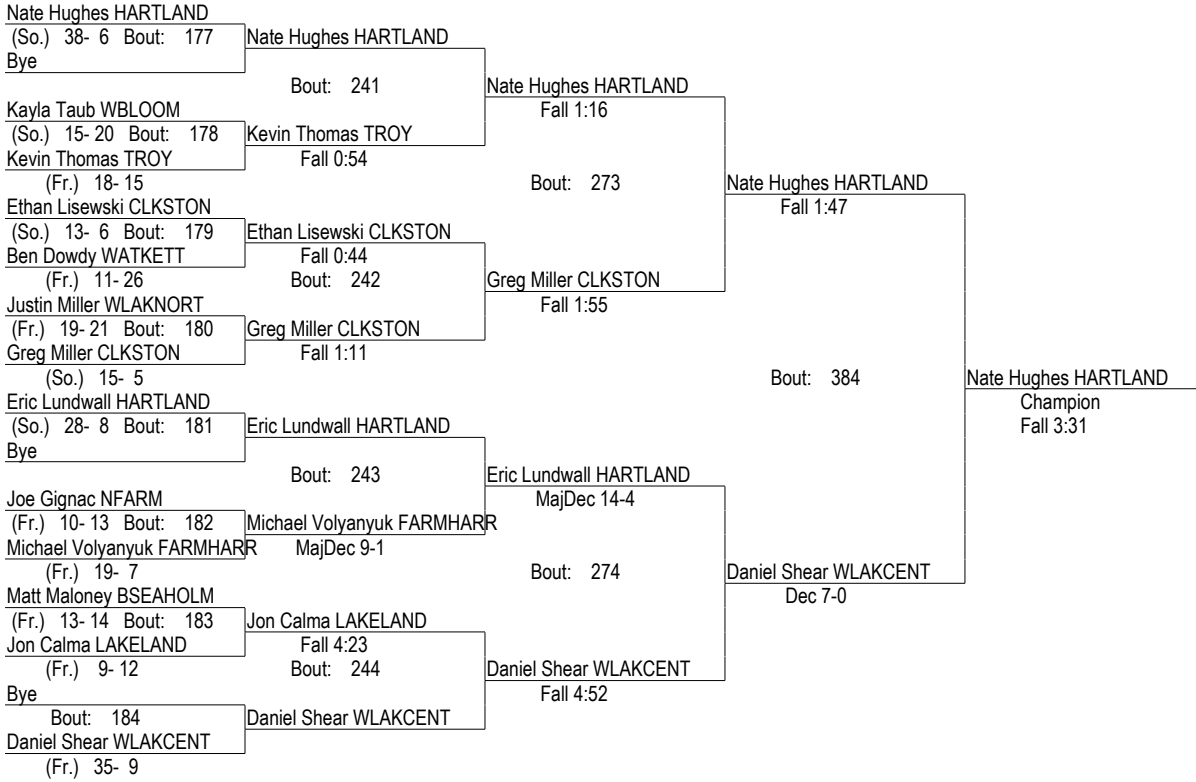 Nate Hughes HARTLAND
(So.) 38- 6 Bout: 177
Nate Hughes HARTLAND
Bye
Bout: 241
Nate Hughes HARTLAND
Kayla Taub WBLOOM
Fall 1:16
(So.) 15- 20 Bout: 178
Kevin Thomas TROY
Kevin Thomas TROY
Fall 0:54
(Fr.) 18- 15
Bout: 273
Nate Hughes HARTLAND
Ethan Lisewski CLKSTON
Fall 1:47
(So.) 13- 6 Bout: 179
Ethan Lisewski CLKSTON
Ben Dowdy WATKETT
Fall 0:44
(Fr.) 11- 26
Bout: 242
Greg Miller CLKSTON
Justin Miller WLAKNORT
Fall 1:55
(Fr.) 19- 21 Bout: 180
Greg Miller CLKSTON
Greg Miller CLKSTON
Fall 1:11
(So.) 15- 5
Bout: 384
Nate Hughes HARTLAND
Eric Lundwall HARTLAND
Champion
(So.) 28- 8 Bout: 181
Eric Lundwall HARTLAND
Fall 3:31
Bye
Bout: 243
Eric Lundwall HARTLAND
Joe Gignac NFARM
MajDec 14-4
(Fr.) 10- 13 Bout: 182
Michael Volyanyuk FARMHARR
Michael Volyanyuk FARMHARR
MajDec 9-1
(Fr.) 19- 7
Bout: 274
Daniel Shear WLAKCENT
Matt Maloney BSEAHOLM
Dec 7-0
(Fr.) 13- 14 Bout: 183
Jon Calma LAKELAND
Jon Calma LAKELAND
Fall 4:23
(Fr.) 9- 12
Bout: 244
Daniel Shear WLAKCENT
Bye
Fall 4:52
Bout: 184
Daniel Shear WLAKCENT
Daniel Shear WLAKCENT
(Fr.) 35- 9